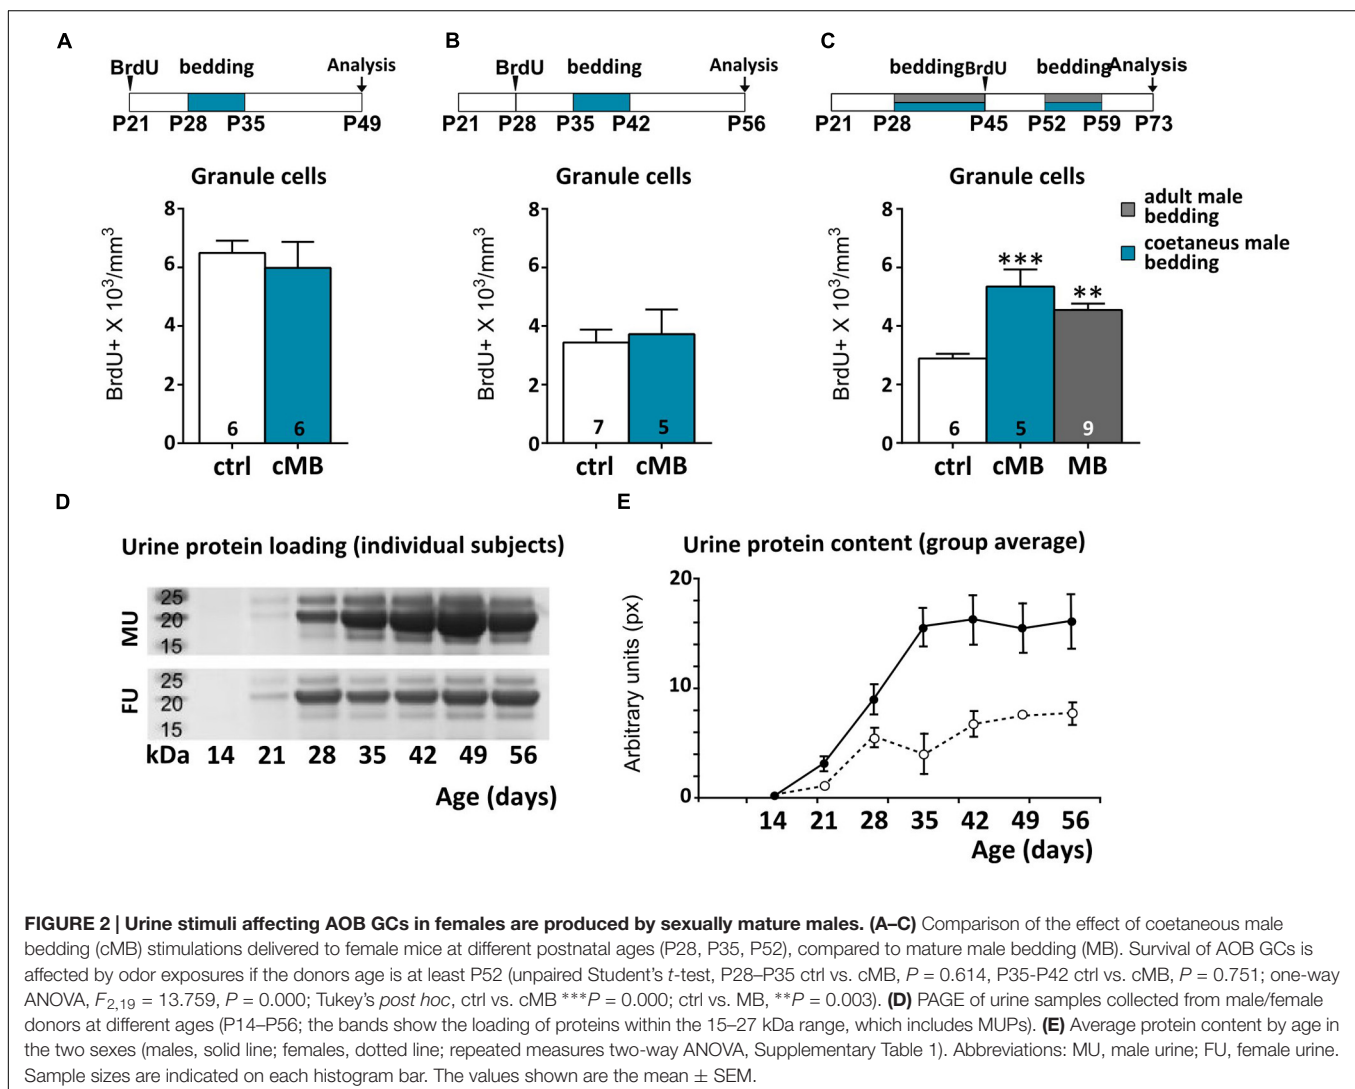 A
BrdU bedding Analysis
P21 P28 P35 P49
Granule cells
BrdU+ X 10³/mm³
8
6
4
2
0
6 6
ctrl cMB
B
BrdU bedding Analysis
P21 P28 P35 P42 P56
Granule cells
BrdU+ X 10³/mm³
8
6
4
2
0
7 5
ctrl cMB
C
bedding BrdU bedding Analysis
P21 P28 P45 P52 P59 P73
Granule cells
BrdU+ X 10³/mm³
8
6
4
2
0
*** **
6 5 9
ctrl cMB MB
adult male
bedding
coetaneus male
bedding
D
Urine protein loading (individual subjects)
MU
25
20
15
FU
25
20
15
kDa 14 21 28 35 42 49 56
Age (days)
E
Urine protein content (group average)
Arbitrary units (px)
20
10
0
14 21 28 35 42 49 56
Age (days)
FIGURE 2 | Urine stimuli affecting AOB GCs in females are produced by sexually mature males. (A–C) Comparison of the effect of coetaneous male
bedding (cMB) stimulations delivered to female mice at different postnatal ages (P28, P35, P52), compared to mature male bedding (MB). Survival of AOB GCs is
affected by odor exposures if the donors age is at least P52 (unpaired Student's t-test, P28–P35 ctrl vs. cMB, P = 0.614, P35-P42 ctrl vs. cMB, P = 0.751; one-way
ANOVA, F2,19 = 13.759, P = 0.000; Tukey's post hoc, ctrl vs. cMB ***P = 0.000; ctrl vs. MB, **P = 0.003). (D) PAGE of urine samples collected from male/female
donors at different ages (P14–P56; the bands show the loading of proteins within the 15–27 kDa range, which includes MUPs). (E) Average protein content by age in
the two sexes (males, solid line; females, dotted line; repeated measures two-way ANOVA, Supplementary Table 1). Abbreviations: MU, male urine; FU, female urine.
Sample sizes are indicated on each histogram bar. The values shown are the mean ± SEM.